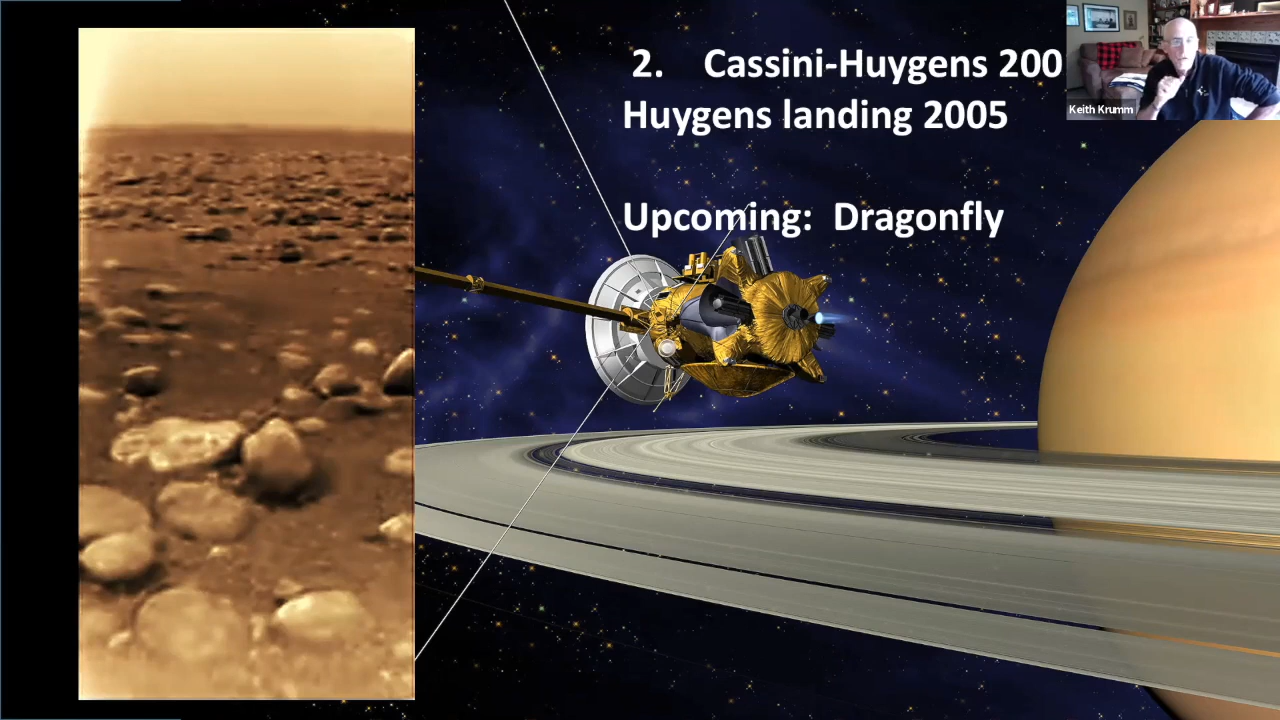 2. Cassini-Huygens 200
Huygens landing 2005
Upcoming: Dragonfly
Keith Krumm